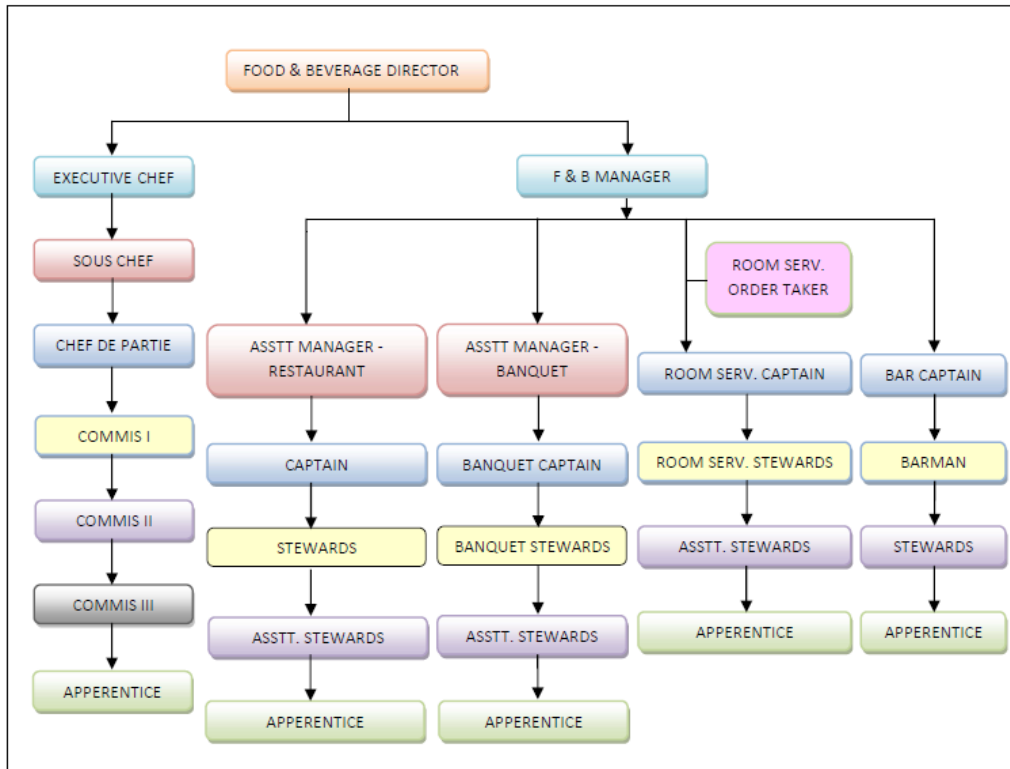 FOOD & BEVERAGE DIRECTOR
EXECUTIVE CHEF
F & B MANAGER
SOUS CHEF
ROOM SERV.
ORDER TAKER
CHEF DE PARTIE
ASSTT MANAGER -
RESTAURANT
ASSTT MANAGER -
BANQUET
ROOM SERV. CAPTAIN
BAR CAPTAIN
COMMIS I
CAPTAIN
BANQUET CAPTAIN
ROOM SERV. STEWARDS
BARMAN
COMMIS II
STEWARDS
BANQUET STEWARDS
ASSTT. STEWARDS
STEWARDS
COMMIS III
ASSTT. STEWARDS
ASSTT. STEWARDS
APPERENTICE
APPERENTICE
APPERENTICE
APPERENTICE
APPERENTICE